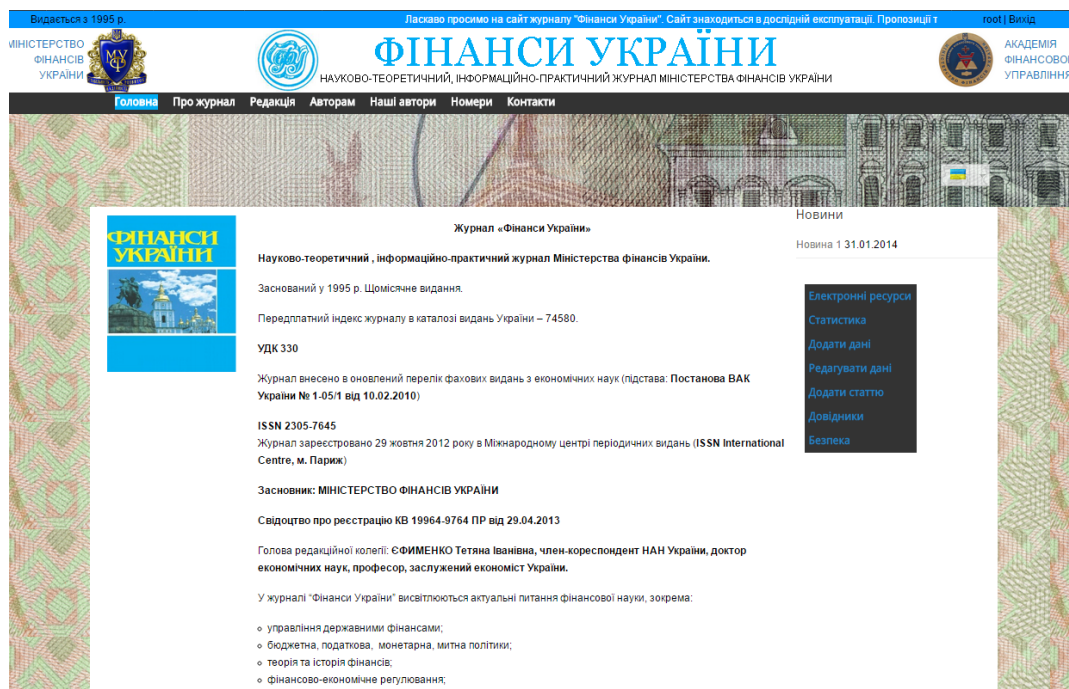 Видається з 1995 р.
Ласкаво просимо на сайт журналу "Фінанси України". Сайт знаходиться в дослідній експлуатації. Пропозиції
root | Вихід
МІНІСТЕРСТВО
ФІНАНСІВ
УКРАЇНИ
ФІНАНСИ УКРАЇНИ
НАУКОВО-ТЕОРЕТИЧНИЙ, ІНФОРМАЦІЙНО-ПРАКТИЧНИЙ ЖУРНАЛ МІНІСТЕРСТВА ФІНАНСІВ УКРАЇНИ
АКАДЕМІЯ
ФІНАНСОВО
УПРАВЛІННЯ
Головна Про журнал Редакція Авторам Наші автори Номери Контакти
ФІНАНСИ
УКРАЇНИ
Журнал «Фінанси України»
Науково-теоретичний , інформаційно-практичний журнал Міністерства фінансів України.
Заснований у 1995 р. Щомісячне видання.
Передплатний індекс журналу в каталозі видань України – 74580.
УДК 330
Журнал внесено в оновлений перелік фахових видань з економічних наук (підстава: Постанова ВАК
України № 1-05/1 від 10.02.2010)
ISSN 2305-7645
Журнал зареєстровано 29 жовтня 2012 року в Міжнародному центрі періодичних видань (ISSN International
Centre, м. Париж)
Засновник: МІНІСТЕРСТВО ФІНАНСІВ УКРАЇНИ
Свідоцтво про реєстрацію КВ 19964-9764 ПР від 29.04.2013
Голова редакційної колегії: ЄФИМЕНКО Тетяна Іванівна, член-кореспондент НАН України, доктор
економічних наук, професор, заслужений економіст України.
У журналі "Фінанси України" висвітлюються актуальні питання фінансової науки, зокрема:
управління державними фінансами;
бюджетна, податкова, монетарна, митна політики;
теорія та історія фінансів;
фінансово-економічне регулювання;
Новини
Новина 1 31.01.2014
Електронні ресурси
Статистика
Додати дані
Редагувати дані
Додати статтю
Довідники
Безпека